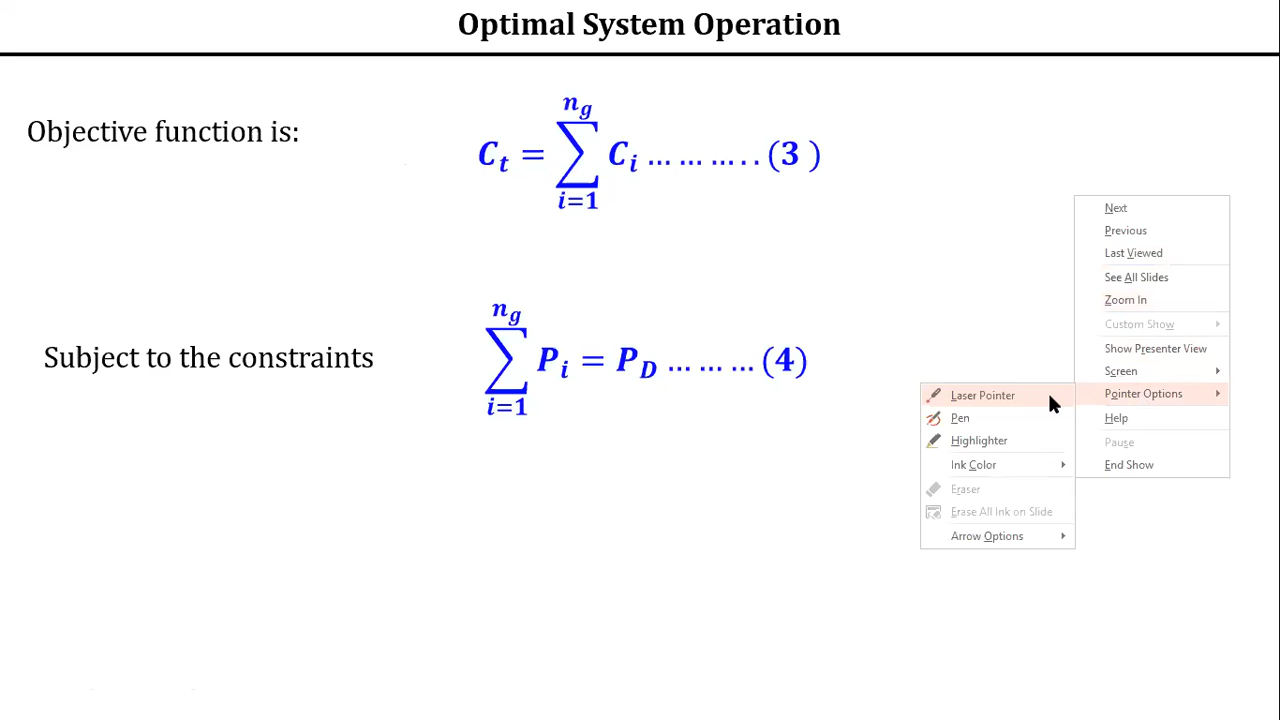 Optimal System Operation
Objective function is:
C_t = \sum_{i=1}^{n_g} C_i … … … . . (3 )
Subject to the constraints
\sum_{i=1}^{n_g} P_i = P_D … … … (4)
Next
Previous
Last Viewed
See All Slides
Zoom In
Custom Show
Show Presenter View
Screen
Pointer Options
Help
Pause
End Show
Laser Pointer
Pen
Highlighter
Ink Color
Eraser
Erase All Ink on Slide
Arrow Options